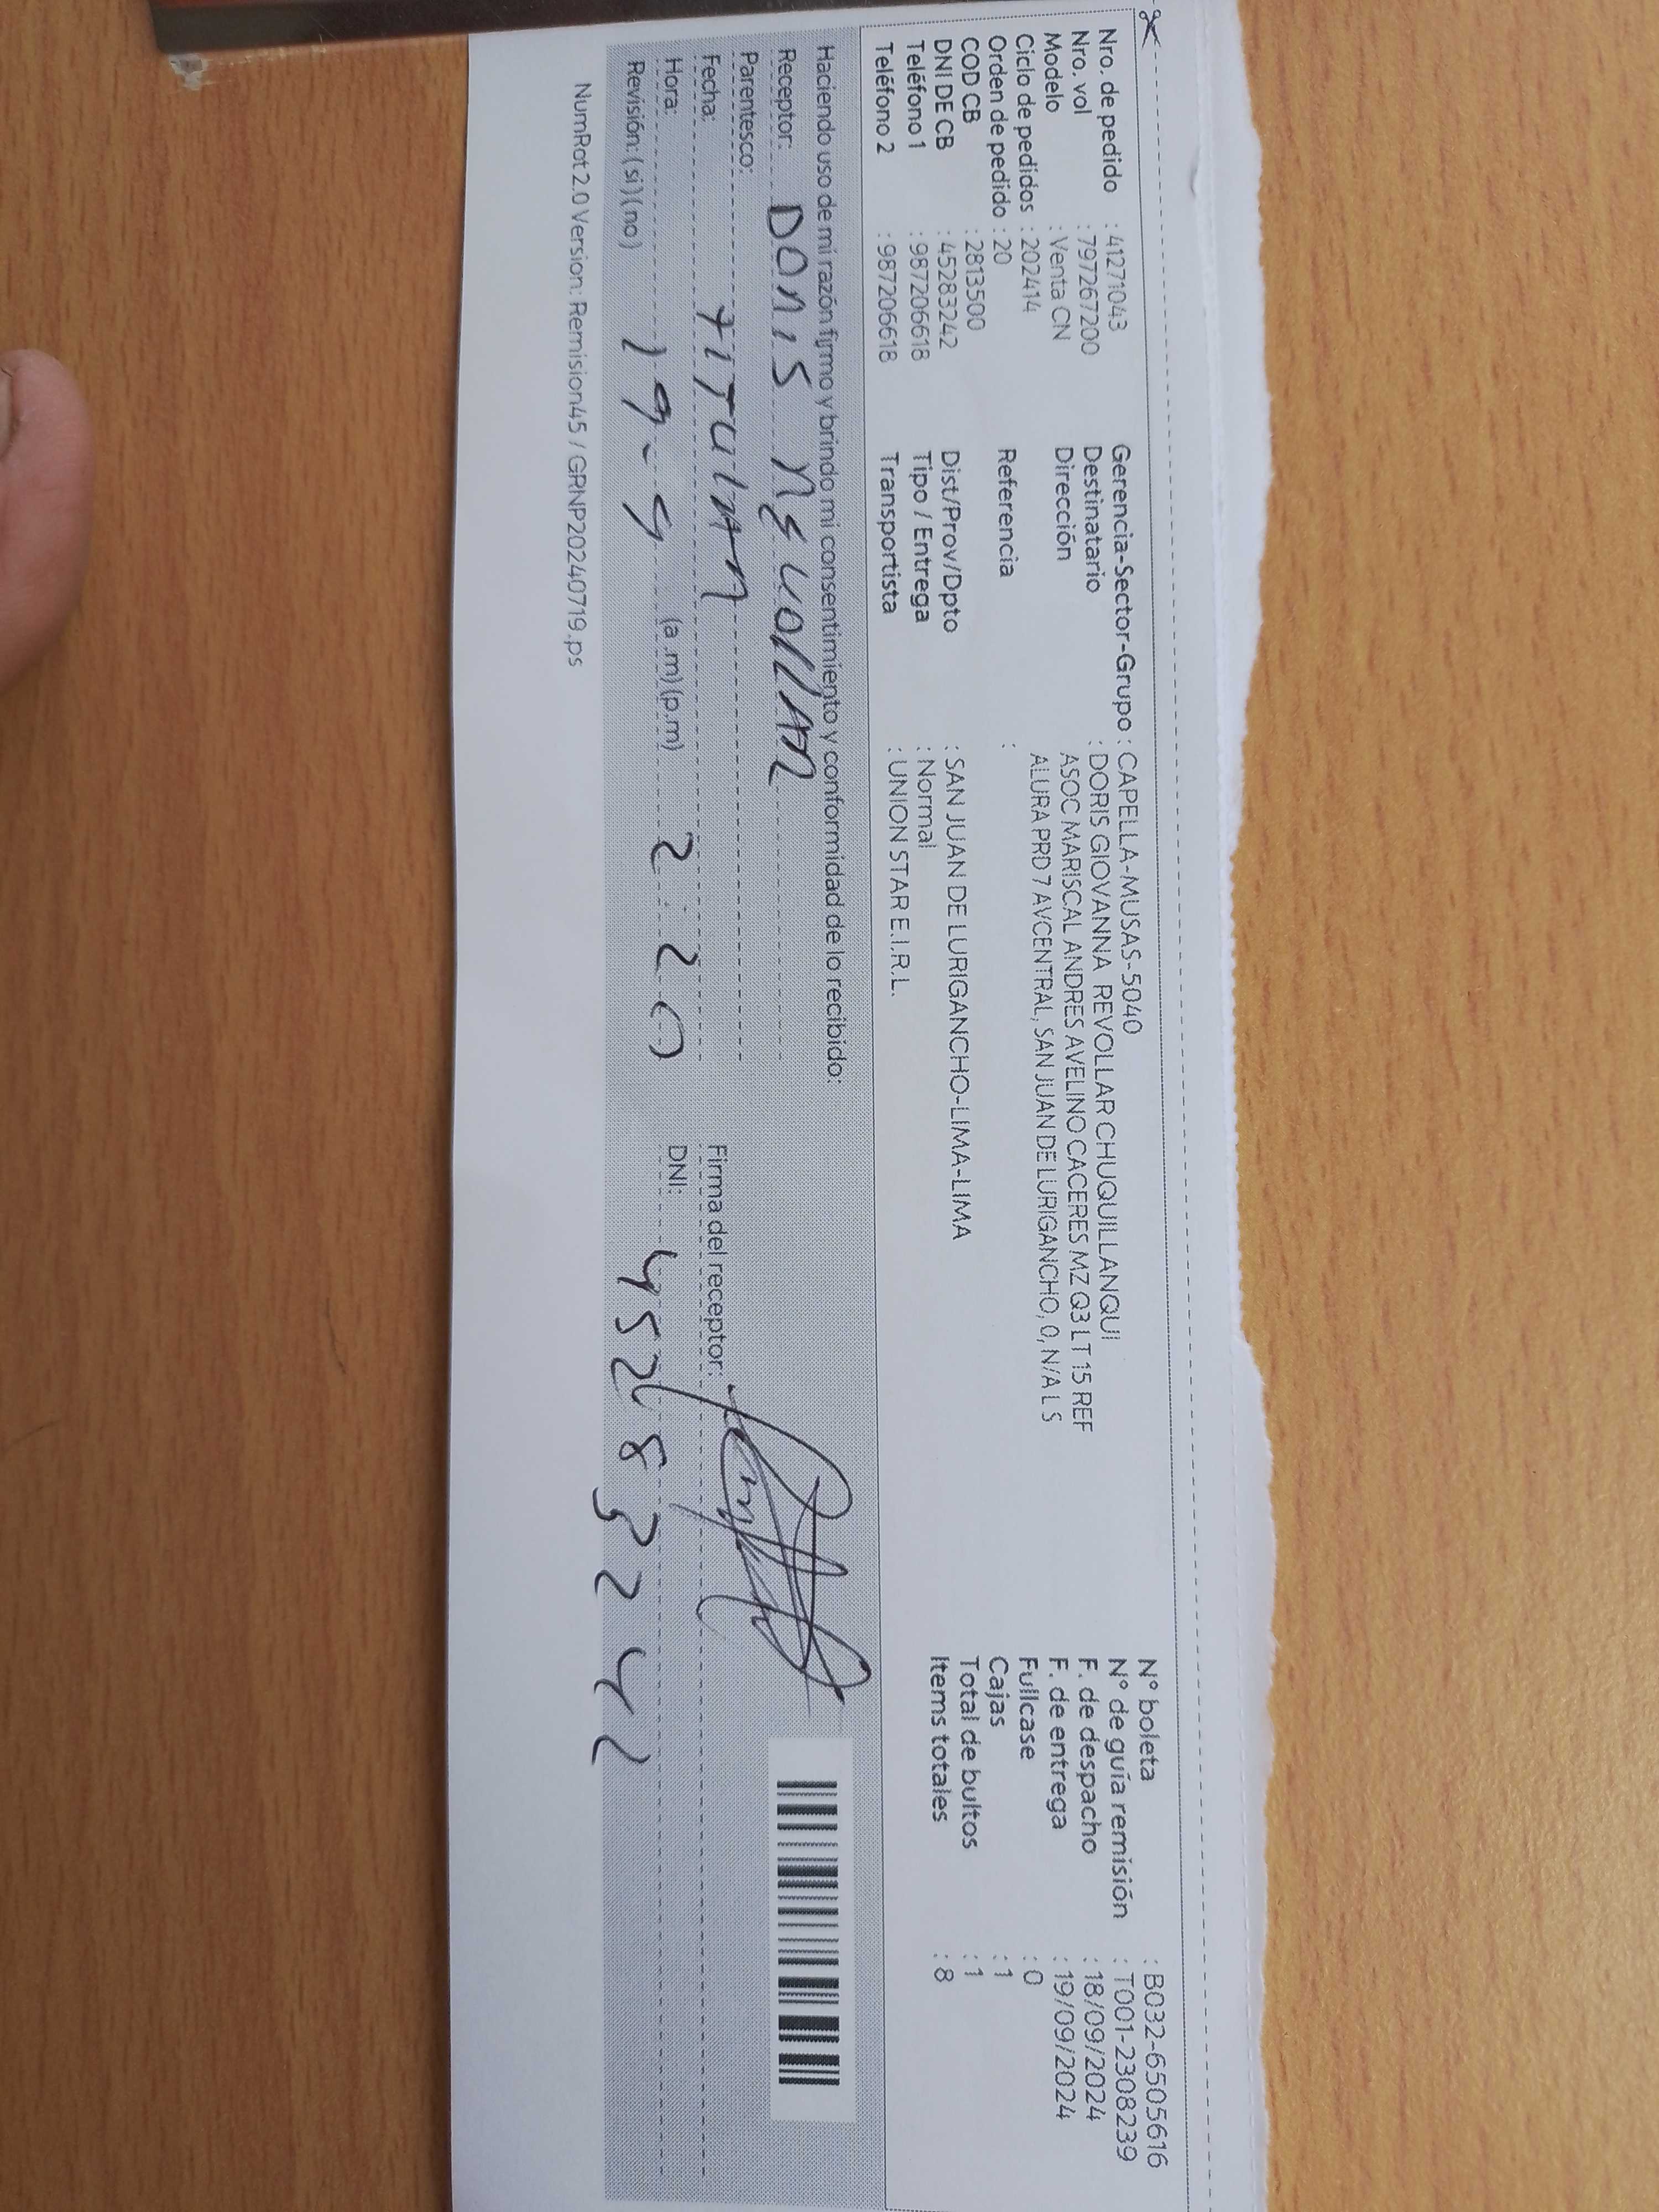 Nro. de pedido : 41271043
Nro. vol : 797267200
Modelo : Venta CN
Ciclo de pedidos : 202414
Orden de pedido : 20
COD CB : 2813500
DNI DE CB : 45283242
Teléfono 1 : 987206618
Teléfono 2 : 987206618
Gerencia-Sector-Grupo : CAPELLA-MUSAS-5040
Destinatario : DORIS GIOVANNA REVOLLAR CHUQUILLANQUI
Dirección ASOC MARISCAL ANDRES AVELINO CACERES MZ Q3 LT 15 REF
ALURA PRD 7 AVCENTRAL, SAN JUAN DE LURIGANCHO, 0, N/A L S
Referencia :
Dist/Prov/Dpto : SAN JUAN DE LURIGANCHO-LIMA-LIMA
Tipo / Entrega : Normal
Transportista : UNION STAR E.I.R.L.
N° boleta : B032-6505616
N° de guía remisión : T001-2308239
F. de despacho : 18/09/2024
F. de entrega : 19/09/2024
Fullcase : 0
Cajas : 1
Total de bultos : 1
Items totales : 8
Haciendo uso de mi razón firmo y brindo mi consentimiento y conformidad de lo recibido:
Receptor: DORIS REVOLLAR
Parentesco: TITULAR
Fecha: 19-9
Hora: (a.m) (p.m) 2:20
Revisión: (si) (no)
Firma del receptor:
DNI: 45283242
NumRot 2.0 Version: Remision45 / GRNP20240719.ps